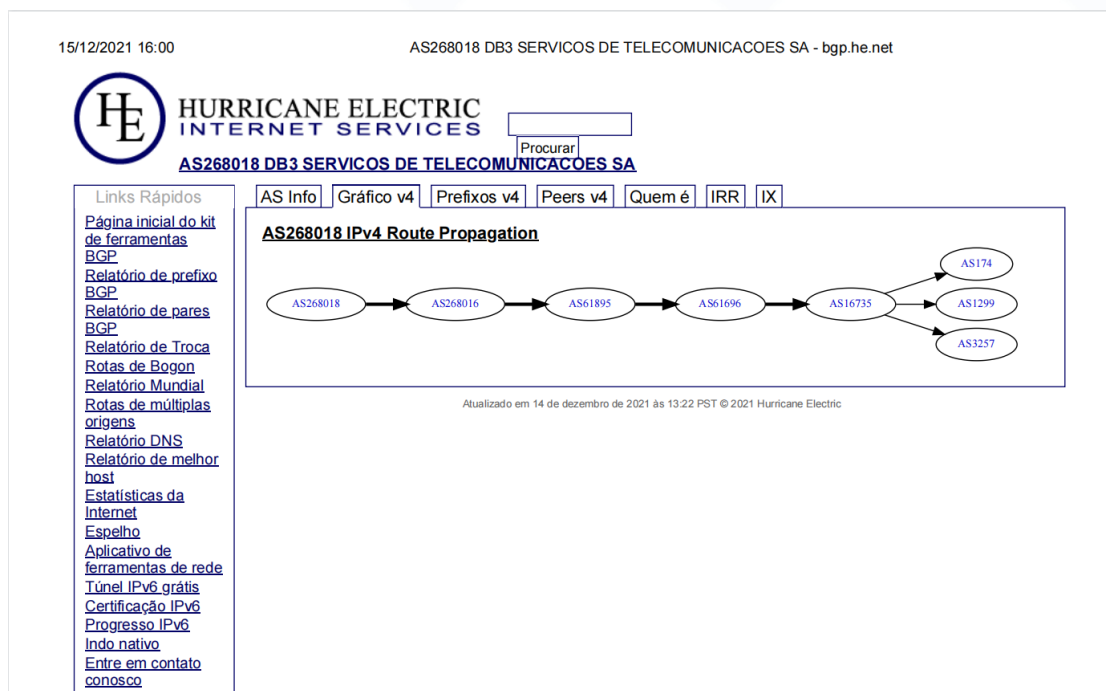 15/12/2021 16:00
AS268018 DB3 SERVICOS DE TELECOMUNICACOES SA - bgp.he.net
HE
HURRICANE ELECTRIC
INTERNET SERVICES
Procurar
AS268018 DB3 SERVICOS DE TELECOMUNICACOES SA
Links Rápidos
Página inicial do kit
de ferramentas
BGP
Relatório de prefixo
BGP
Relatório de pares
BGP
Relatório de Troca
Rotas de Bogon
Relatório Mundial
Rotas de múltiplas
origens
Relatório DNS
Relatório de melhor
host
Estatísticas da
Internet
Espelho
Aplicativo de
ferramentas de rede
Túnel IPv6 grátis
Certificação IPv6
Progresso IPv6
Indo nativo
Entre em contato
conosco
AS Info
Gráfico v4
Prefixos v4
Peers v4
Quem é
IRR
IX
AS268018 IPv4 Route Propagation
AS268018
AS268016
AS61895
AS61696
AS16735
AS174
AS1299
AS3257
Atualizado em 14 de dezembro de 2021 às 13:22 PST © 2021 Hurricane Electric